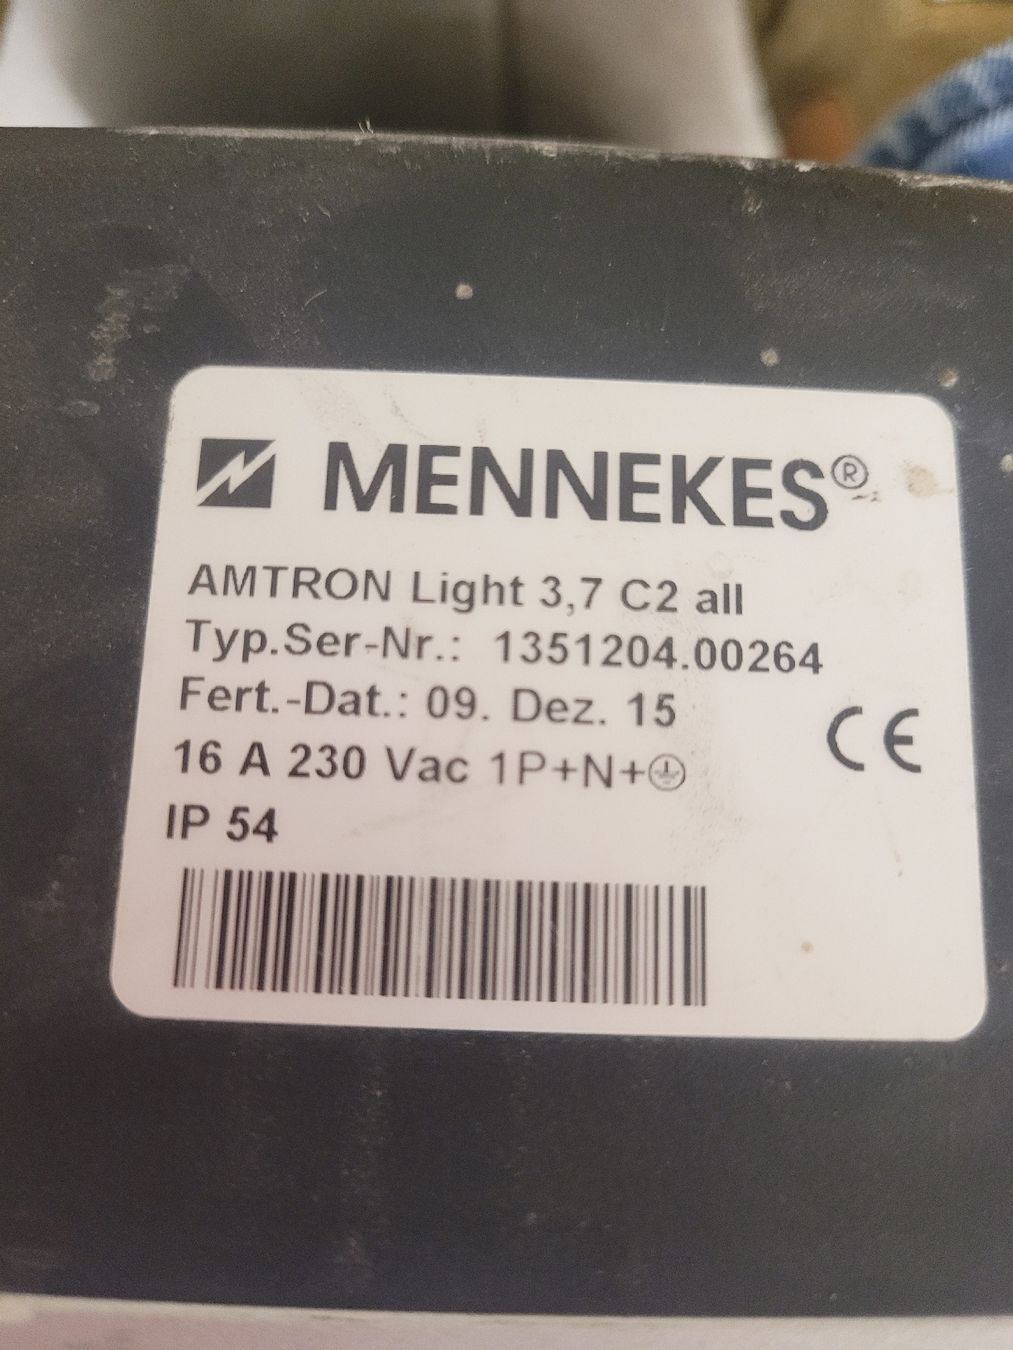 MENNEKES®
AMTRON Light 3,7 C2 all
Typ.Ser-Nr.: 1351204.00264
Fert.-Dat.: 09. Dez. 15
16 A 230 Vac 1P+N+⏚
IP 54
CE